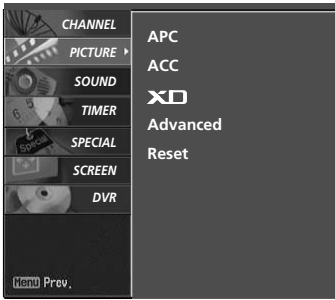 CHANNEL
PICTURE
SOUND
TIMER
SPECIAL
SCREEN
DVR
Menu Prev.
APC
ACC
XD
Advanced
Reset